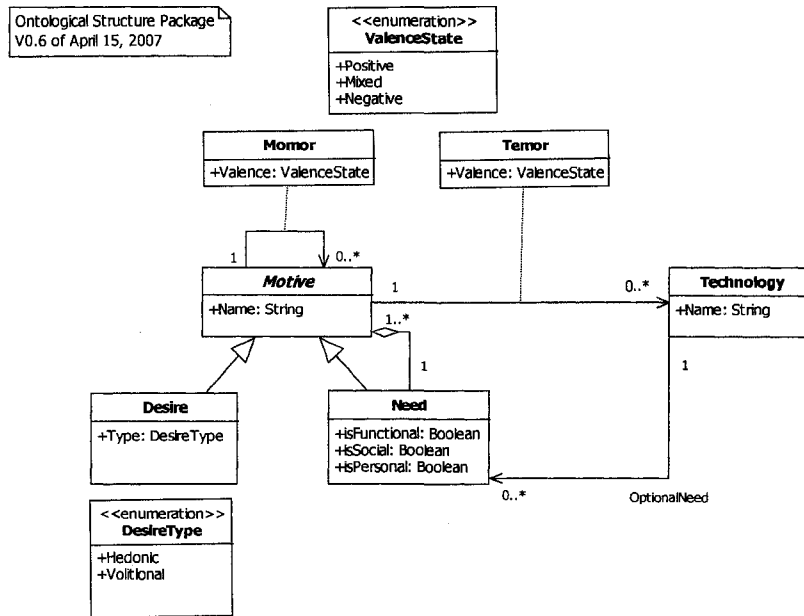 Ontological Structure Package
V0.6 of April 15, 2007
<<enumeration>>
ValenceState
+Positive
+Mixed
+Negative
Momor
+Valence: ValenceState
Temor
+Valence: ValenceState
1
0..*
Motive
+Name: String
1
0..*
Technology
+Name: String
1..*
1
1
Desire
+Type: DesireType
Need
+isFunctional: Boolean
+isSocial: Boolean
+isPersonal: Boolean
0..*
OptionalNeed
<<enumeration>>
DesireType
+Hedonic
+Volitional